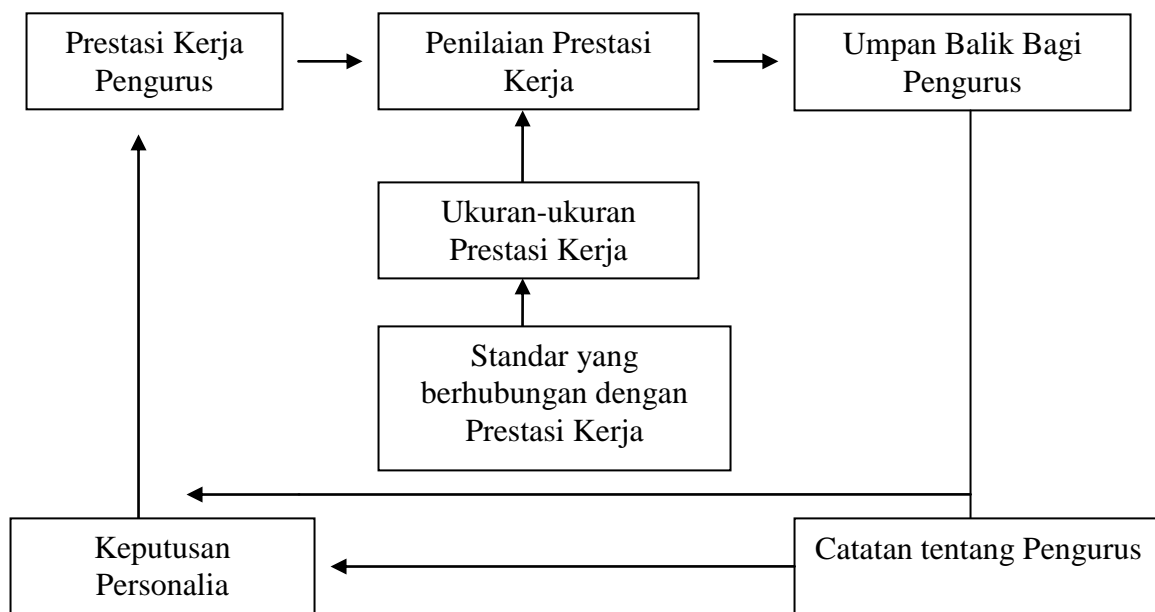 Prestasi Kerja
Pengurus
Penilaian Prestasi
Kerja
Umpan Balik Bagi
Pengurus
Ukuran-ukuran
Prestasi Kerja
Standar yang
berhubungan dengan
Prestasi Kerja
Keputusan
Personalia
Catatan tentang Pengurus